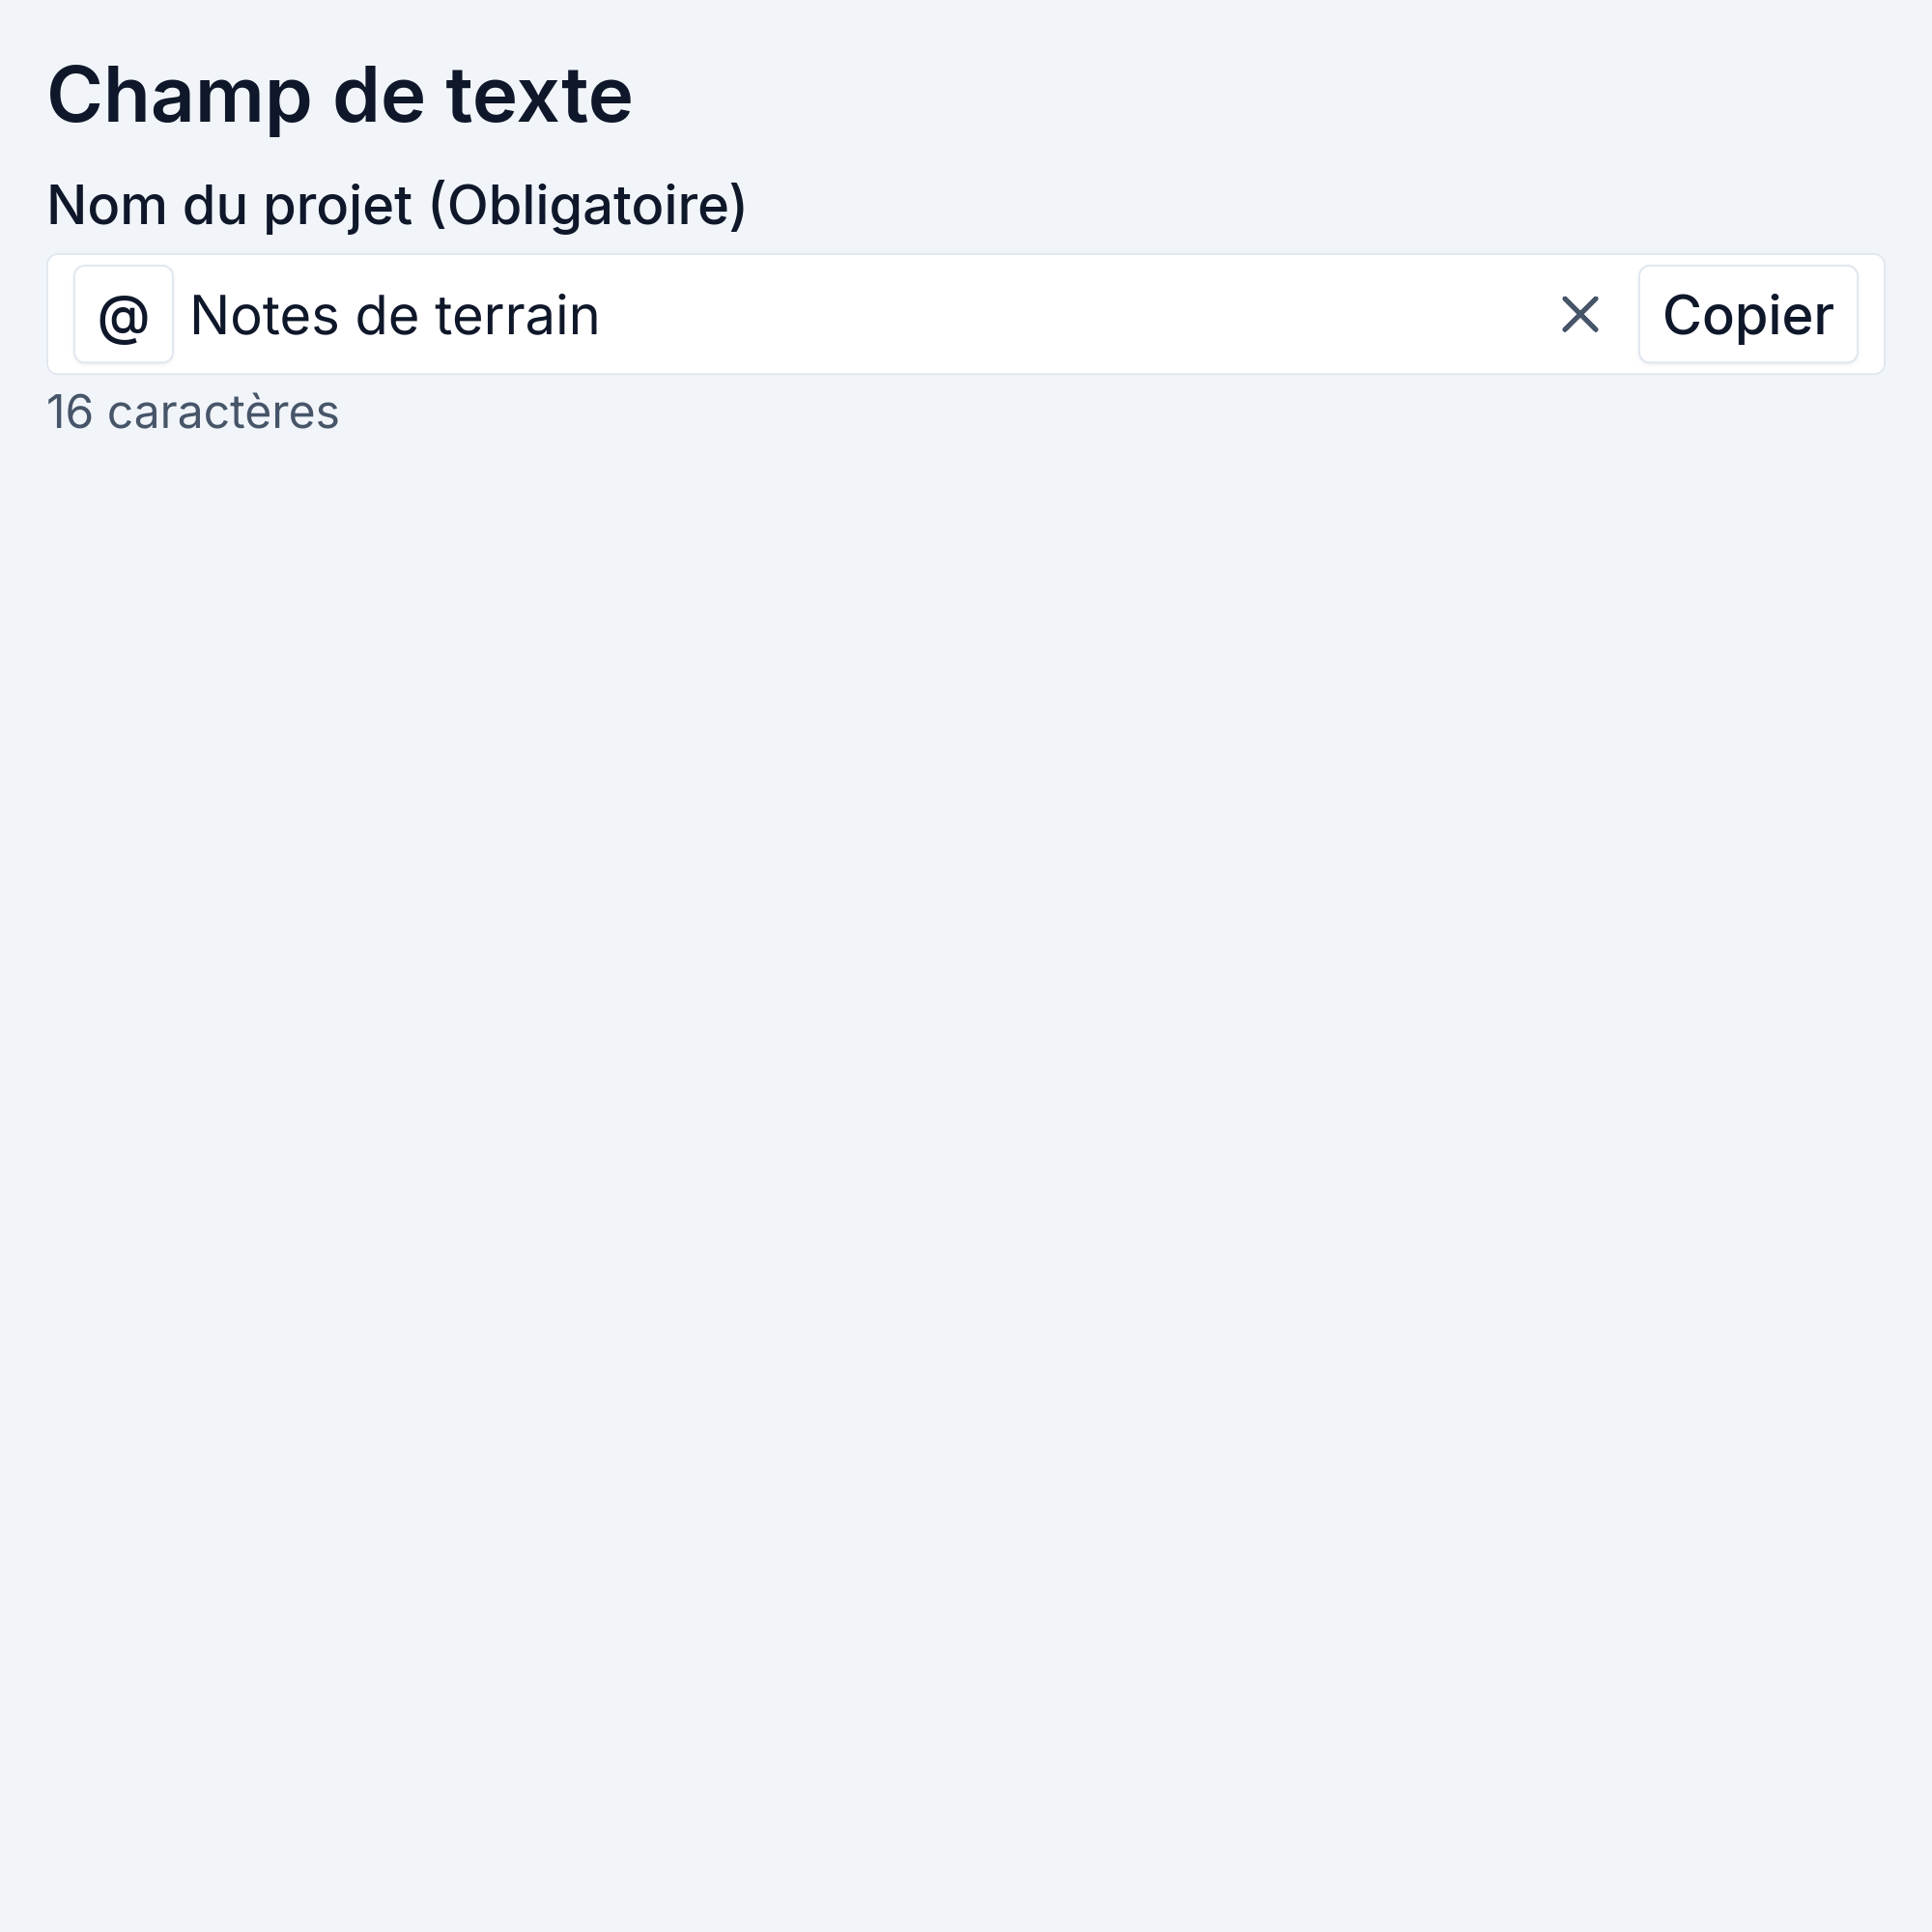 Champ de texte
Nom du projet (Obligatoire)
@ Notes de terrain Copier
16 caractères